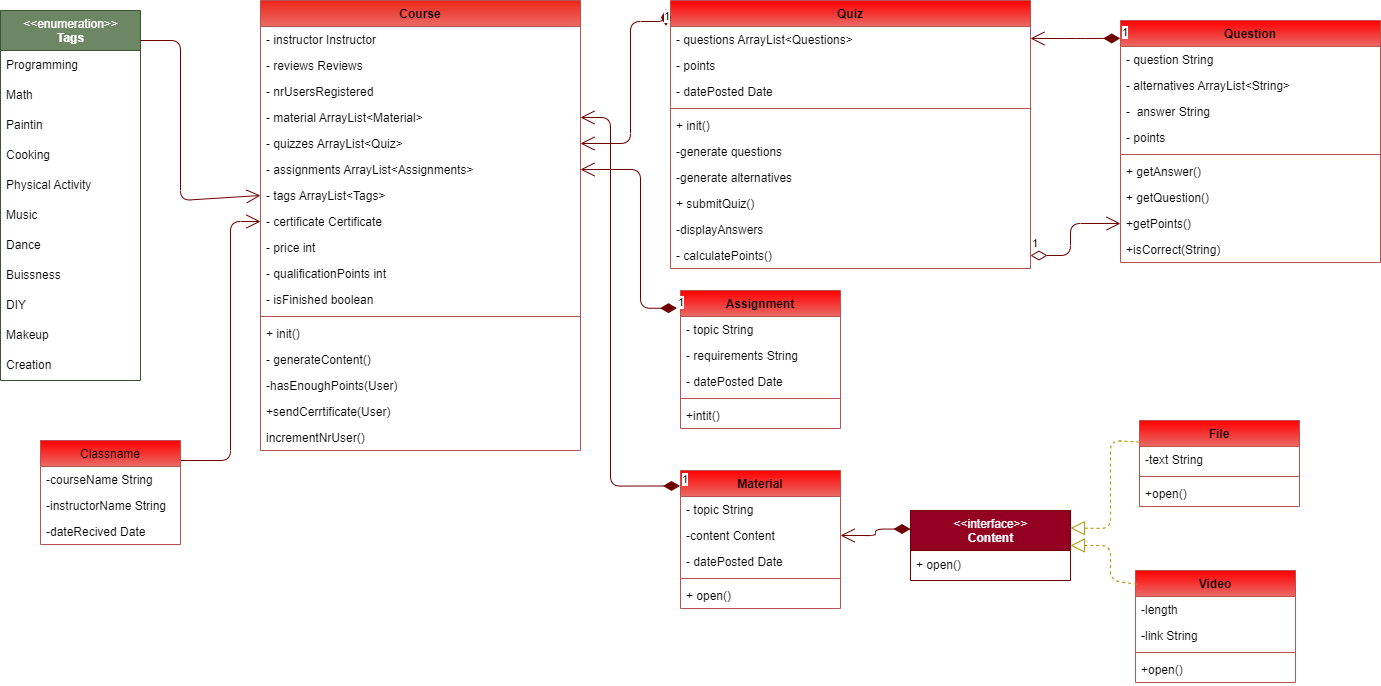 <<enumeration>>
Tags
Programming
Math
Paintin
Cooking
Physical Activity
Music
Dance
Buissness
DIY
Makeup
Creation
Course
- instructor Instructor
- reviews Reviews
- nrUsersRegistered
- material ArrayList<Material>
- quizzes ArrayList<Quiz>
- assignments ArrayList<Assignments>
- tags ArrayList<Tags>
- certificate Certificate
- price int
- qualificationPoints int
- isFinished boolean
+ init()
- generateContent()
-hasEnoughPoints(User)
+sendCerrtificate(User)
incrementNrUser()
Classname
-courseName String
-instructorName String
-dateRecived Date
1
Quiz
- questions ArrayList<Questions>
- points
- datePosted Date
+ init()
-generate questions
-generate alternatives
+ submitQuiz()
-displayAnswers
- calculatePoints()
1
1
Question
- question String
- alternatives ArrayList<String>
- answer String
- points
+ getAnswer()
+ getQuestion()
+getPoints()
+isCorrect(String)
1
Assignment
- topic String
- requirements String
- datePosted Date
+intit()
1
Material
- topic String
-content Content
- datePosted Date
+ open()
<<interface>>
Content
+ open()
File
-text String
+open()
Video
-length
-link String
+open()